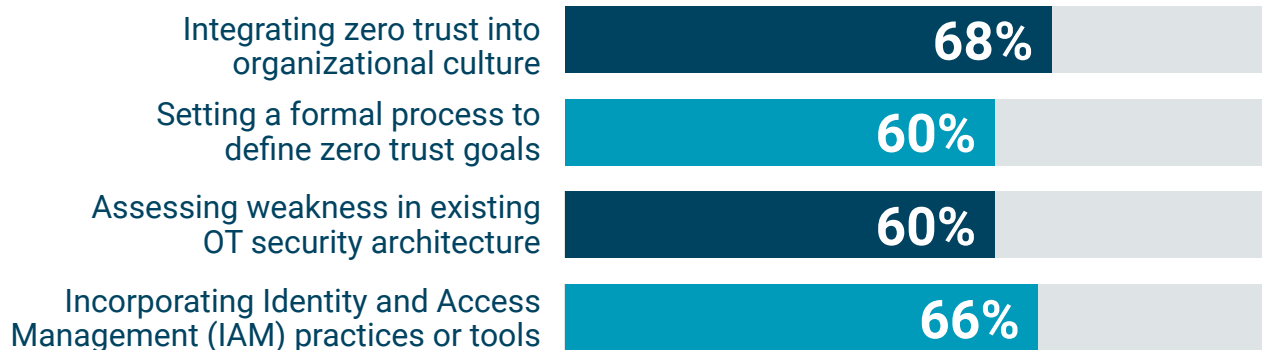 Integrating zero trust into
organizational culture
68%
Setting a formal process to
define zero trust goals
60%
Assessing weakness in existing
OT security architecture
60%
Incorporating Identity and Access
Management (IAM) practices or tools
66%